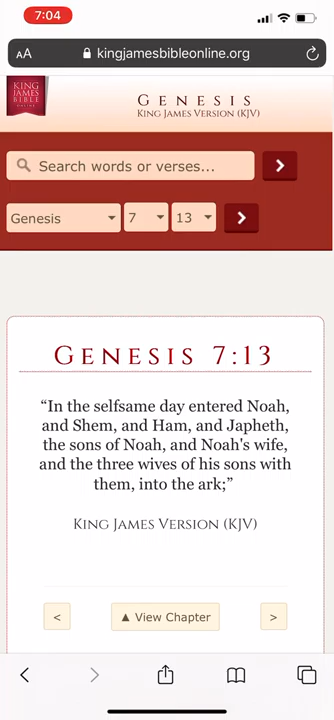 7:04
AA kingjamesbibleonline.org
KING
JAMES
BIBLE
GENESIS
KING JAMES VERSION (KJV)
Search words or verses...
Genesis 7 13
GENESIS 7:13
“In the selfsame day entered Noah,
and Shem, and Ham, and Japheth,
the sons of Noah, and Noah's wife,
and the three wives of his sons with
them, into the ark;”
KING JAMES VERSION (KJV)
< ▲ View Chapter >